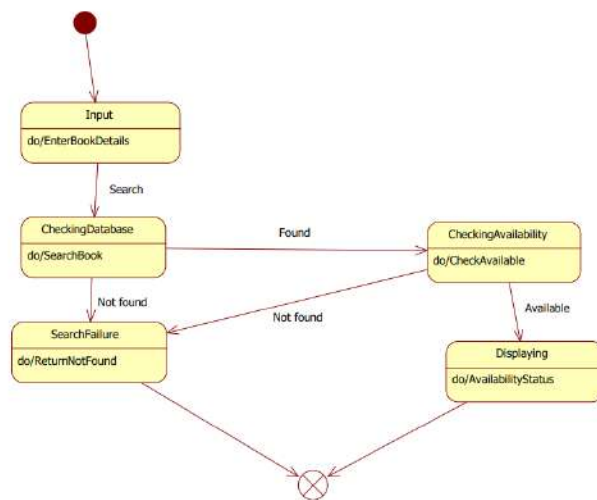 Input
do/EnterBookDetails
Search
CheckingDatabase
do/SearchBook
Found
CheckingAvailability
do/CheckAvailable
Not found
Not found
Available
SearchFailure
do/ReturnNotFound
Displaying
do/AvailabilityStatus